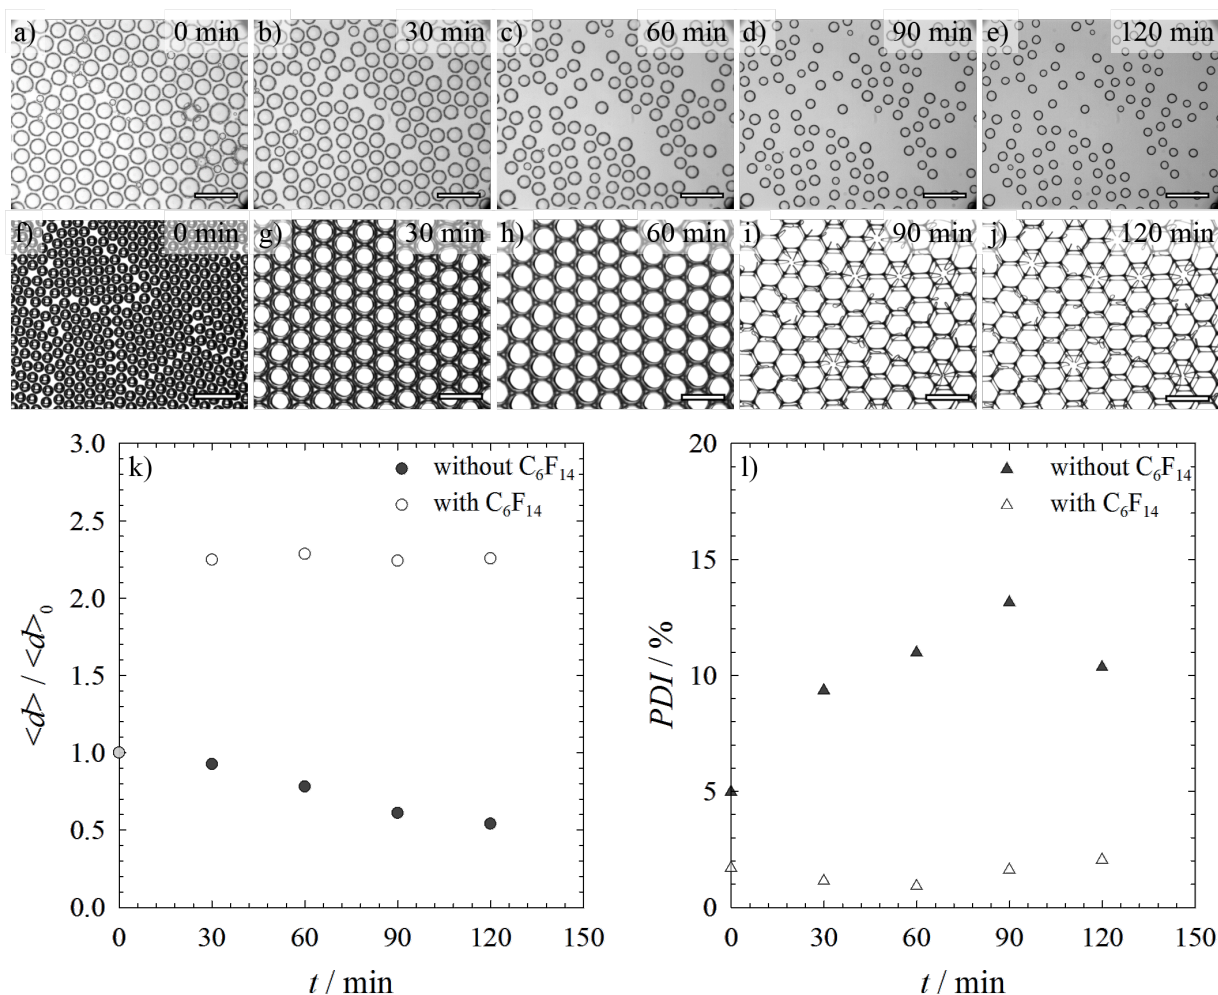 a) 0 min
b) 30 min
c) 60 min
d) 90 min
e) 120 min
f) 0 min
g) 30 min
h) 60 min
i) 90 min
j) 120 min
k)
without C₆F₁₄
with C₆F₁₄
3.0
2.5
2.0
1.5
1.0
0.5
0.0
<d> / <d>₀
0 30 60 90 120 150
t / min
l)
without C₆F₁₄
with C₆F₁₄
20
15
10
5
0
PDI / %
0 30 60 90 120 150
t / min